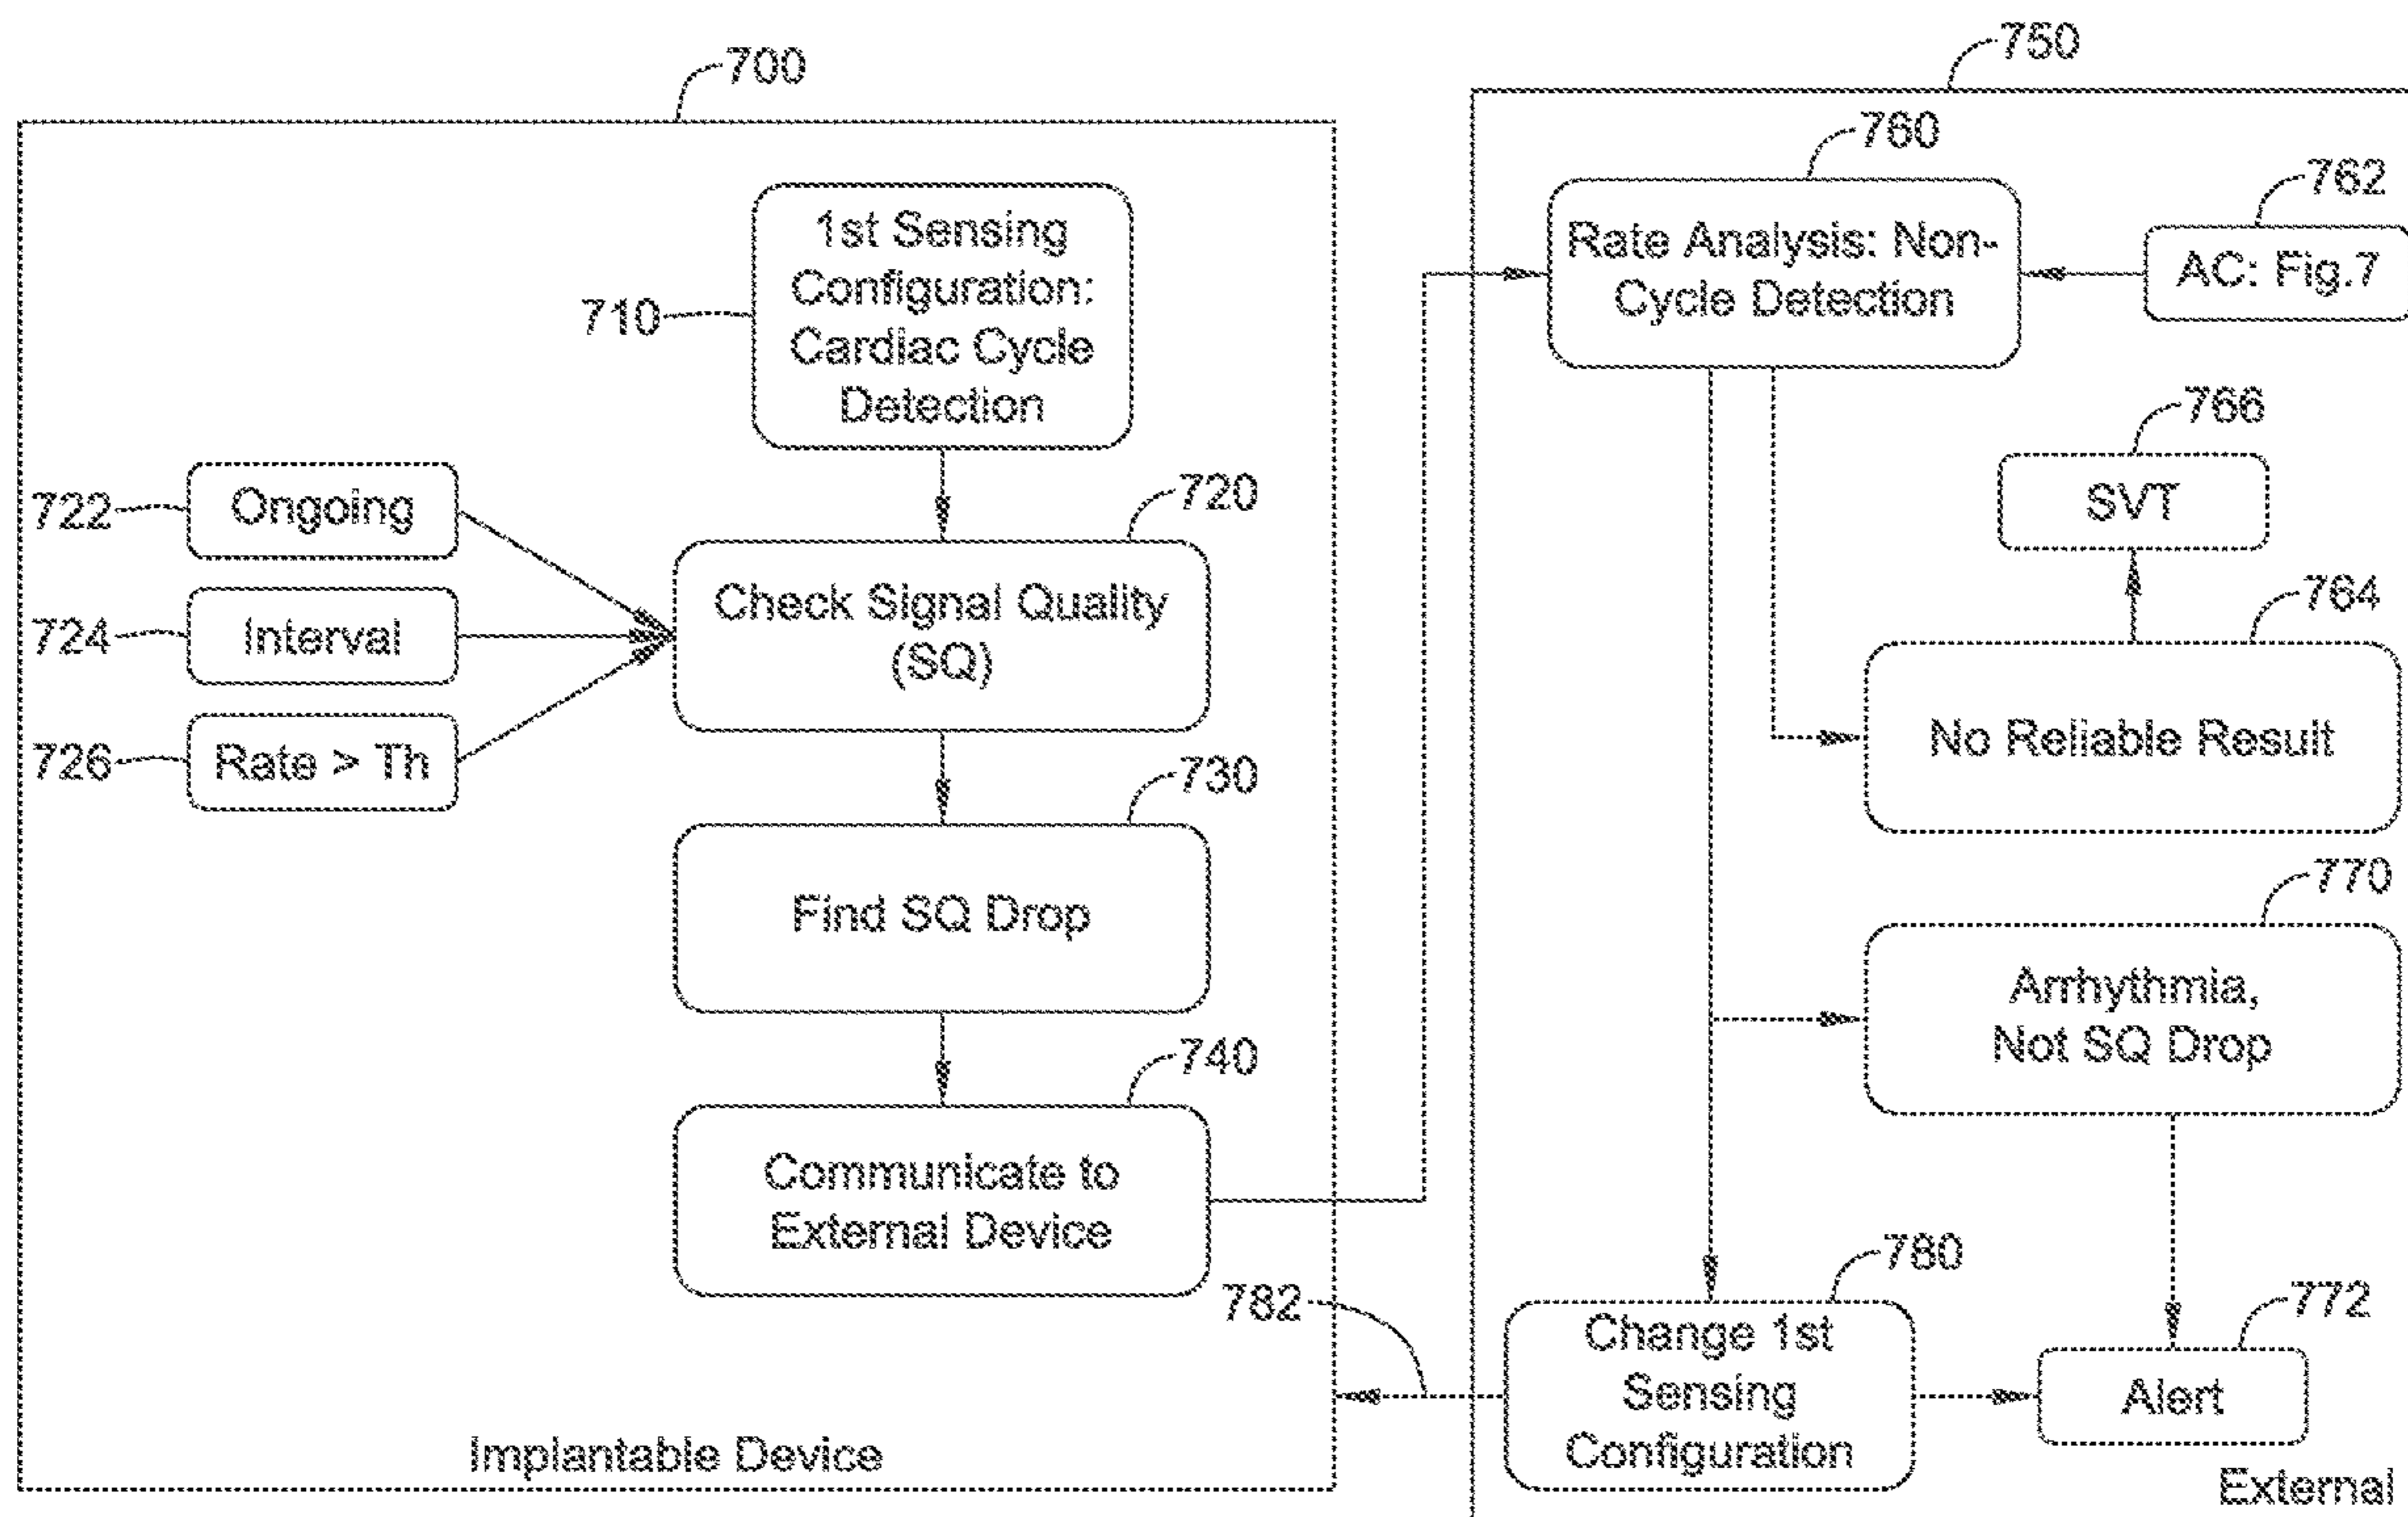 700
710
1st Sensing
Configuration:
Cardiac Cycle
Detection
722
Ongoing
724
Interval
726
Rate > Th
720
Check Signal Quality
(SQ)
730
Find SQ Drop
740
Communicate to
External Device
Implantable Device
750
760
Rate Analysis: Non-
Cycle Detection
762
AC: Fig.7
766
SVT
764
No Reliable Result
770
Arrhythmia,
Not SQ Drop
780
782
Change 1st
Sensing
Configuration
772
Alert
External